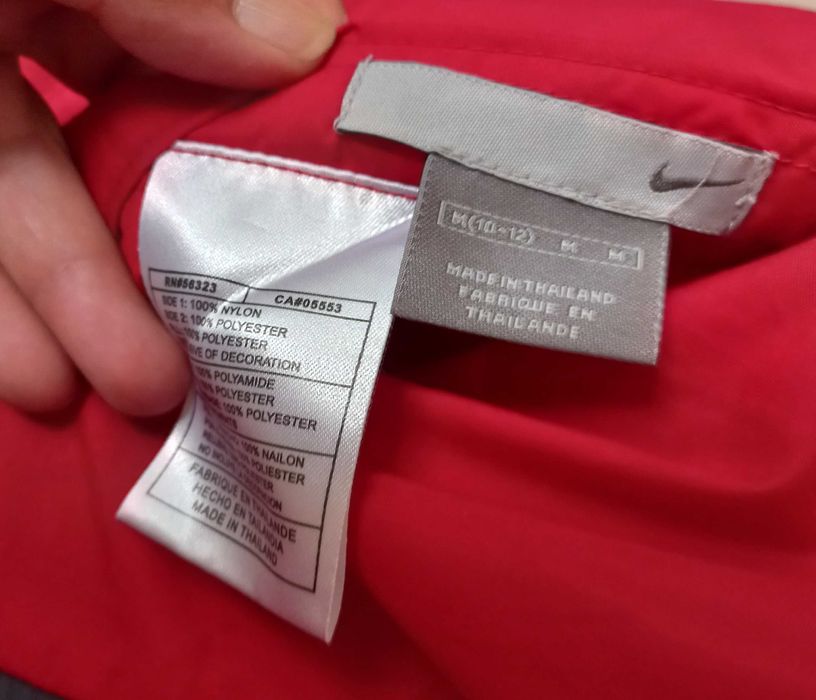 M(10-12) M M
MADE IN THAILAND
FABRIQUE EN
THAILANDE
RN#56323 CA#05553
SIDE 1: 100% NYLON
SIDE 2: 100% POLYESTER
100% POLYESTER
OF DECORATION
100% POLYAMIDE
POLYESTER
100% POLYESTER
100% NAILON
POLIESTER
NO
FABRIQUE EN THAILANDE
HECHO EN TAILANDIA
MADE IN THAILAND